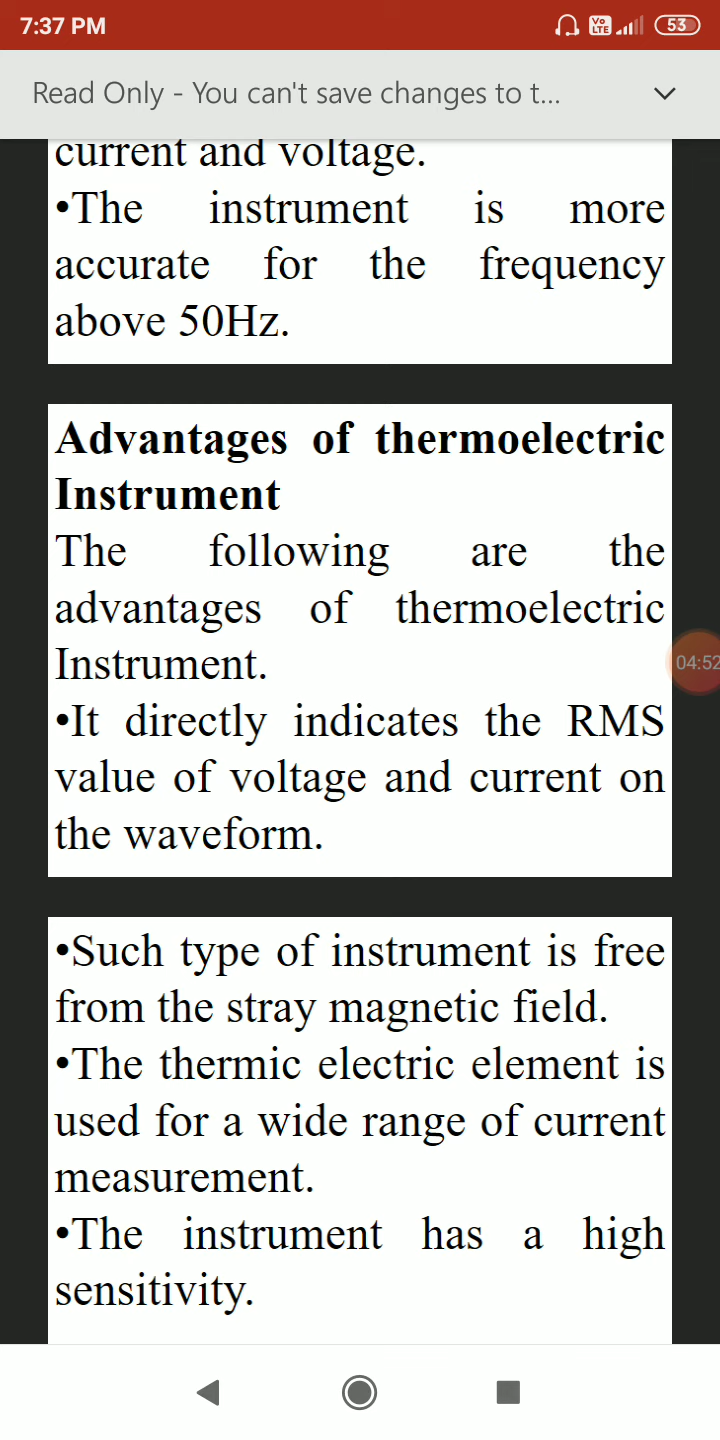 7:37 PM
Vo LTE
53
Read Only - You can't save changes to t...
current and voltage.
•The instrument is more
accurate for the frequency
above 50Hz.
Advantages of thermoelectric
Instrument
The following are the
advantages of thermoelectric
Instrument.
•It directly indicates the RMS
value of voltage and current on
the waveform.
04:52
•Such type of instrument is free
from the stray magnetic field.
•The thermic electric element is
used for a wide range of current
measurement.
•The instrument has a high
sensitivity.